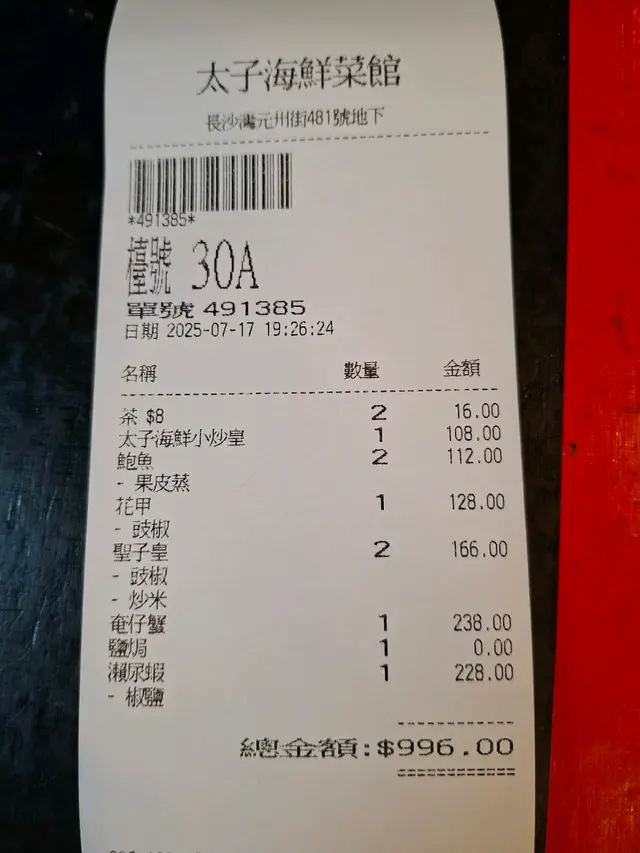 太子海鮮菜館
長沙灣元州街481號地下
*491385*
檯號 30A
單號 491385
日期 2025-07-17 19:26:24
名稱 數量 金額
茶 $8 2 16.00
太子海鮮小炒皇 1 108.00
鮑魚 2 112.00
- 果皮蒸
花甲 1 128.00
- 豉椒
聖子皇 2 166.00
- 豉椒
- 炒米
奄仔蟹 1 238.00
鹽焗 1 0.00
瀨尿蝦 1 228.00
- 椒鹽
總金額:$996.00